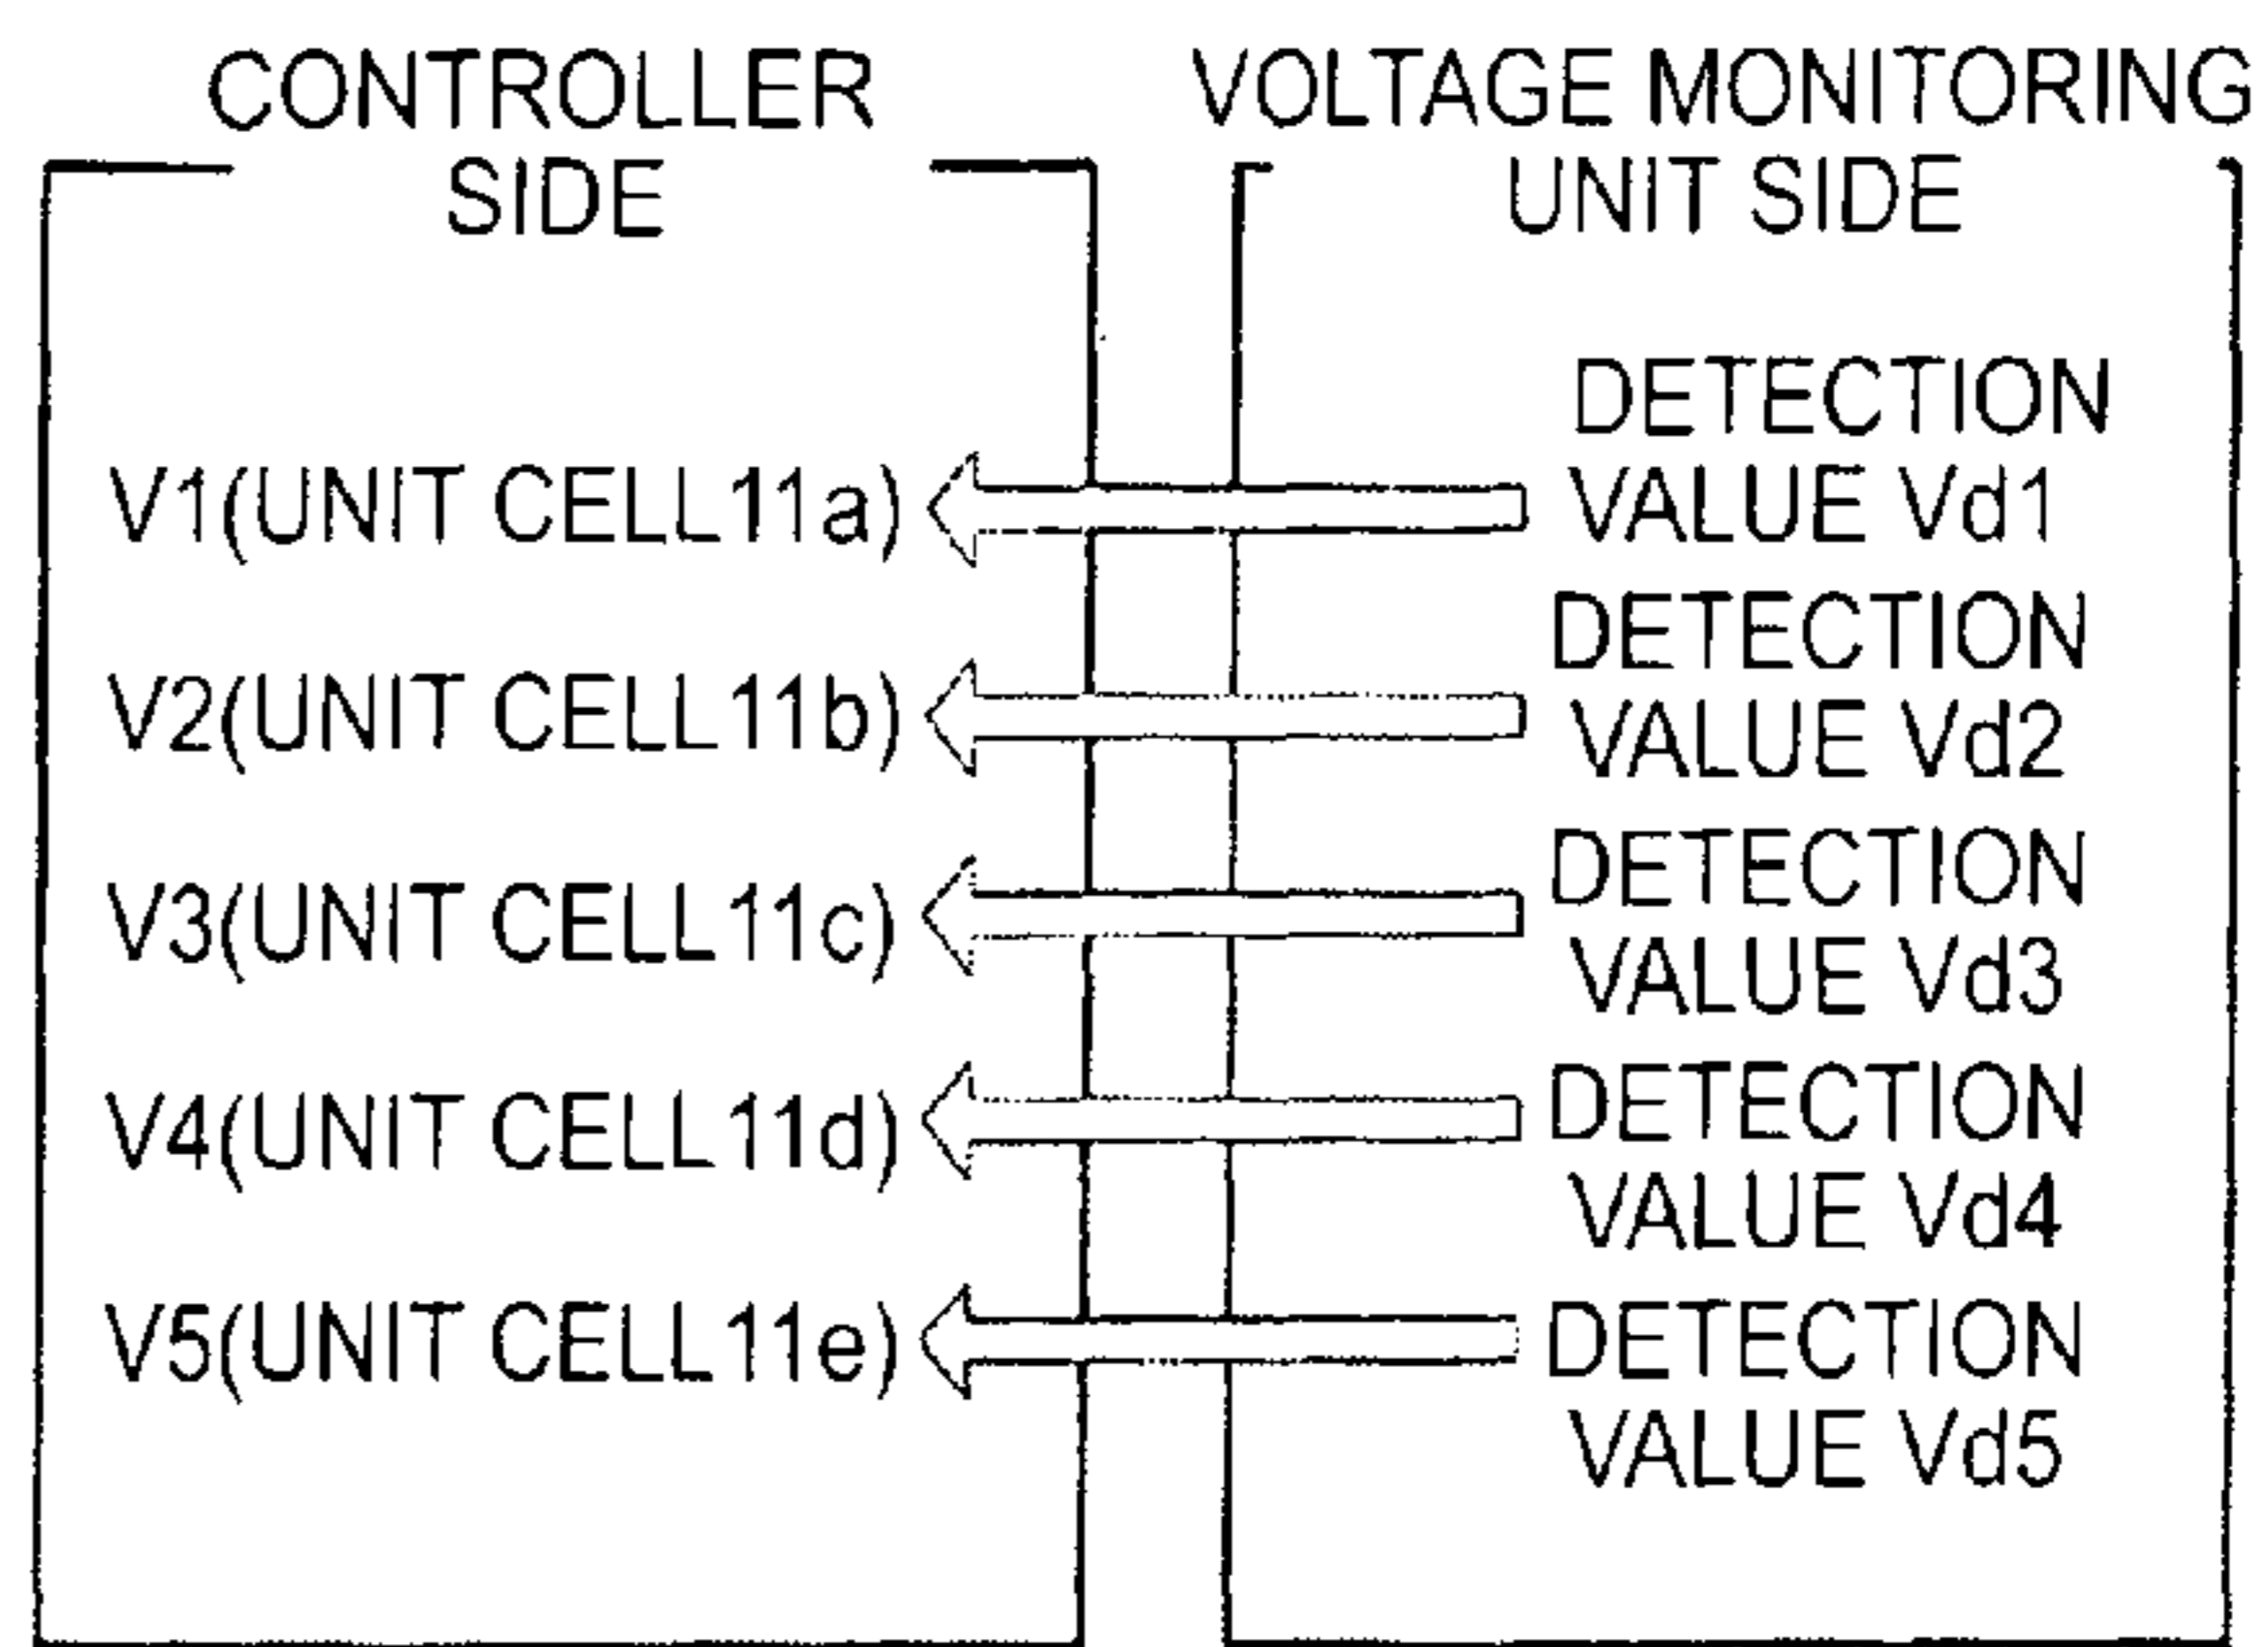 CONTROLLER
SIDE
VOLTAGE MONITORING
UNIT SIDE
V1(UNIT CELL11a)
DETECTION
VALUE Vd1
V2(UNIT CELL11b)
DETECTION
VALUE Vd2
V3(UNIT CELL11c)
DETECTION
VALUE Vd3
V4(UNIT CELL11d)
DETECTION
VALUE Vd4
V5(UNIT CELL11e)
DETECTION
VALUE Vd5